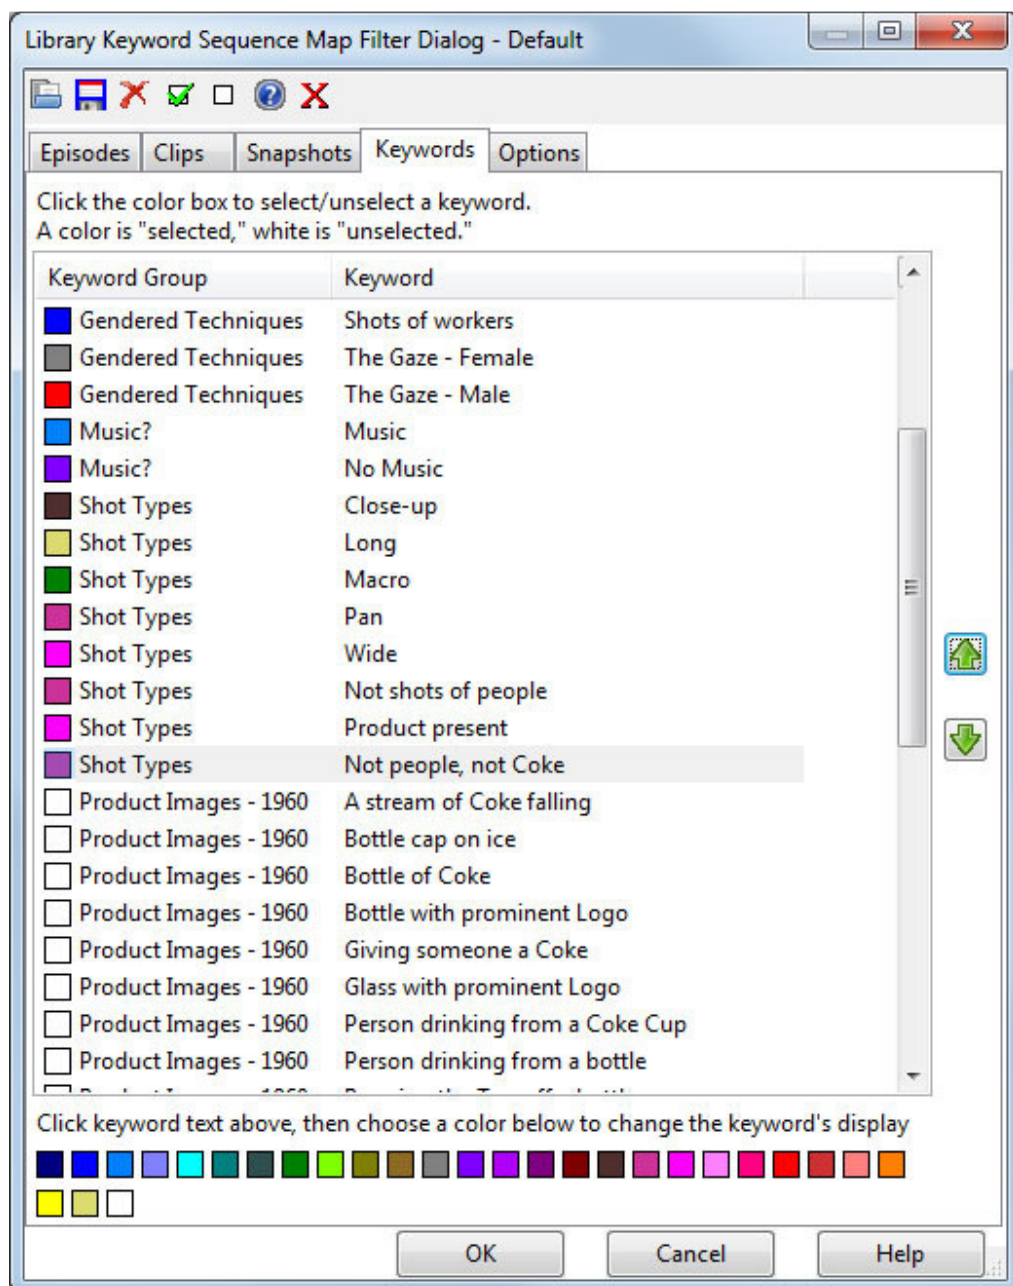 Library Keyword Sequence Map Filter Dialog - Default
Episodes Clips Snapshots Keywords Options
Click the color box to select/unselect a keyword.
A color is "selected," white is "unselected."
Keyword Group Keyword
Gendered Techniques Shots of workers
Gendered Techniques The Gaze - Female
Gendered Techniques The Gaze - Male
Music? Music
Music? No Music
Shot Types Close-up
Shot Types Long
Shot Types Macro
Shot Types Pan
Shot Types Wide
Shot Types Not shots of people
Shot Types Product present
Shot Types Not people, not Coke
Product Images - 1960 A stream of Coke falling
Product Images - 1960 Bottle cap on ice
Product Images - 1960 Bottle of Coke
Product Images - 1960 Bottle with prominent Logo
Product Images - 1960 Giving someone a Coke
Product Images - 1960 Glass with prominent Logo
Product Images - 1960 Person drinking from a Coke Cup
Product Images - 1960 Person drinking from a bottle
Click keyword text above, then choose a color below to change the keyword's display
OK Cancel Help